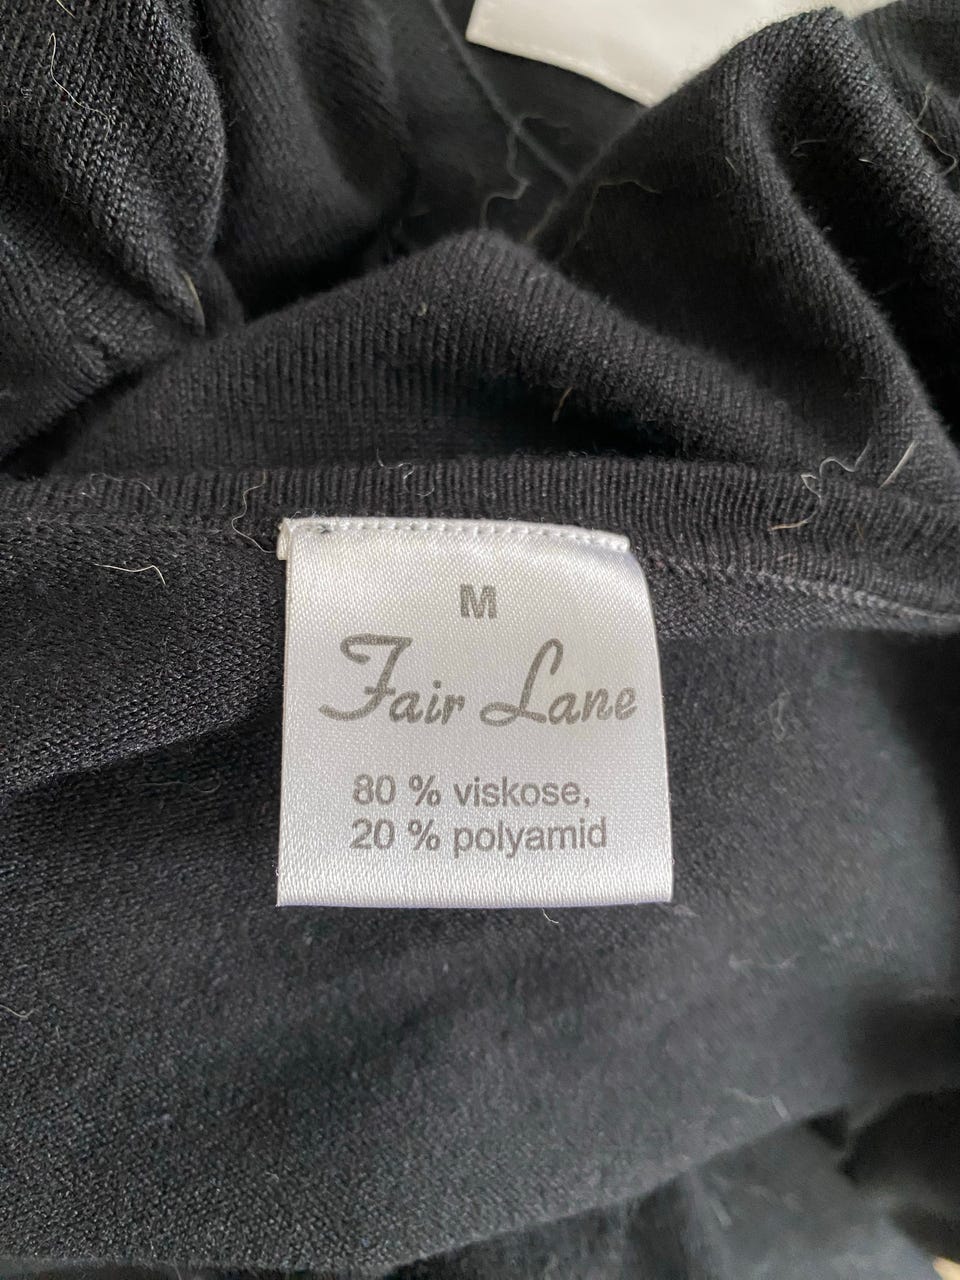 M
Fair Lane
80 % viskose,
20 % polyamid